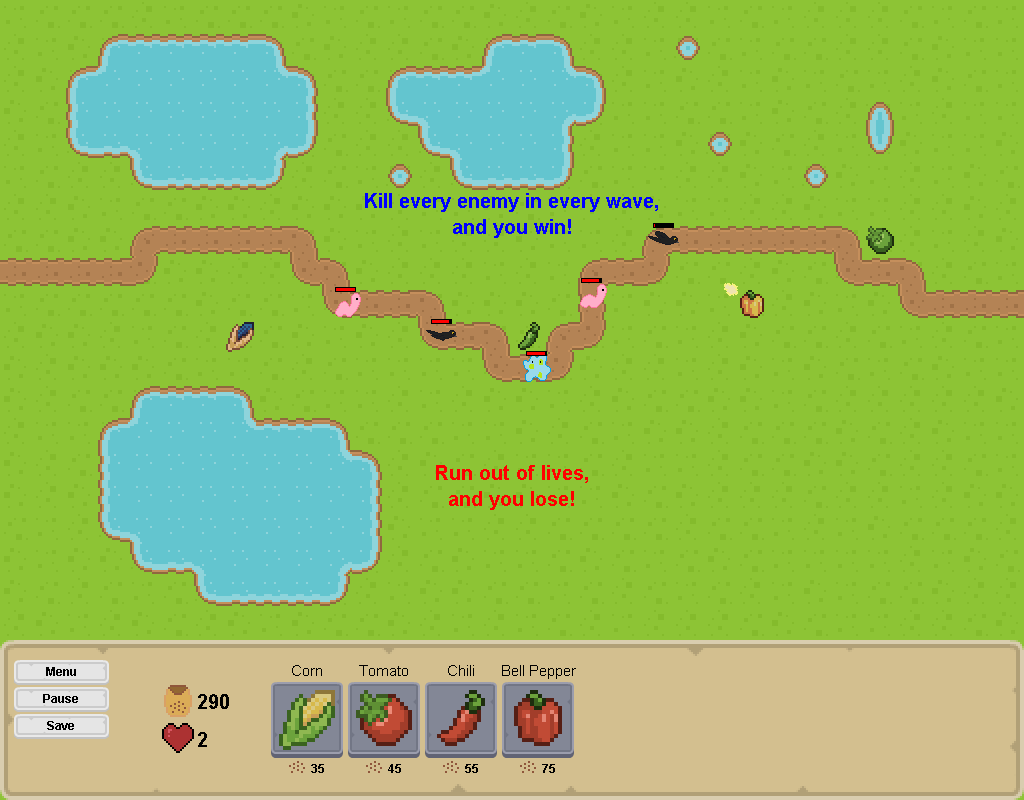 Kill every enemy in every wave,
and you win!
Run out of lives,
and you lose!
Menu
Pause
Save
290
2
Corn
Tomato
Chili
Bell Pepper
35
45
55
75